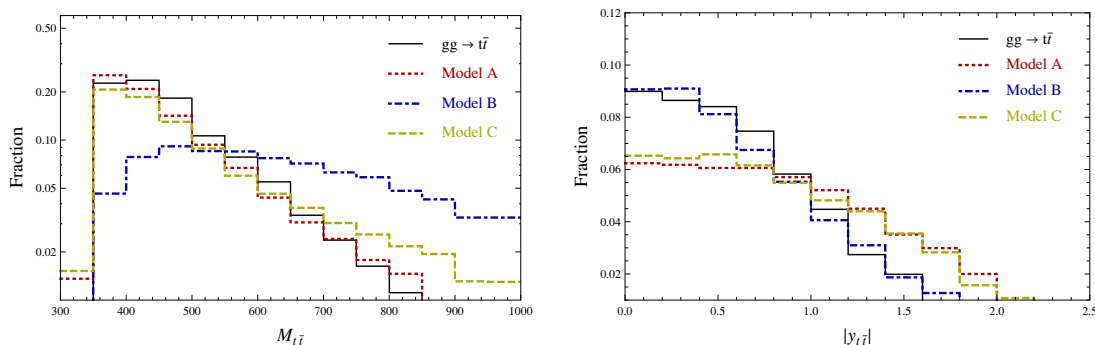 0.50
0.20
0.10
0.05
0.02
Fraction
300 400 500 600 700 800 900 1000
M_{t\bar{t}}
gg → tt̄
Model A
Model B
Model C
0.12
0.10
0.08
0.06
0.04
0.02
Fraction
0.0 0.5 1.0 1.5 2.0 2.5
|y_{t\bar{t}}|
gg → tt̄
Model A
Model B
Model C